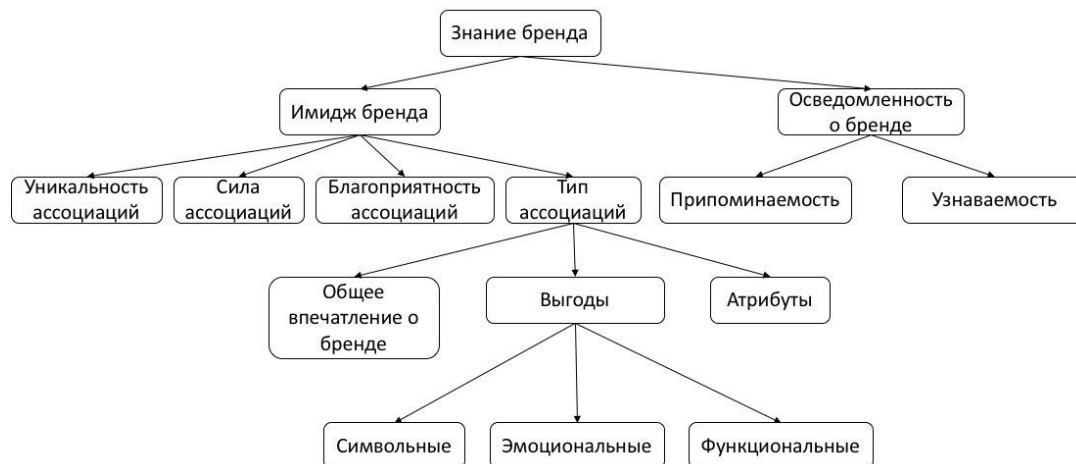 Знание бренда
Имидж бренда
Осведомленность
о бренде
Уникальность
ассоциаций
Сила
ассоциаций
Благоприятность
ассоциаций
Тип
ассоциаций
Припоминаемость
Узнаваемость
Общее
впечатление о
бренде
Выгоды
Атрибуты
Символьные
Эмоциональные
Функциональные